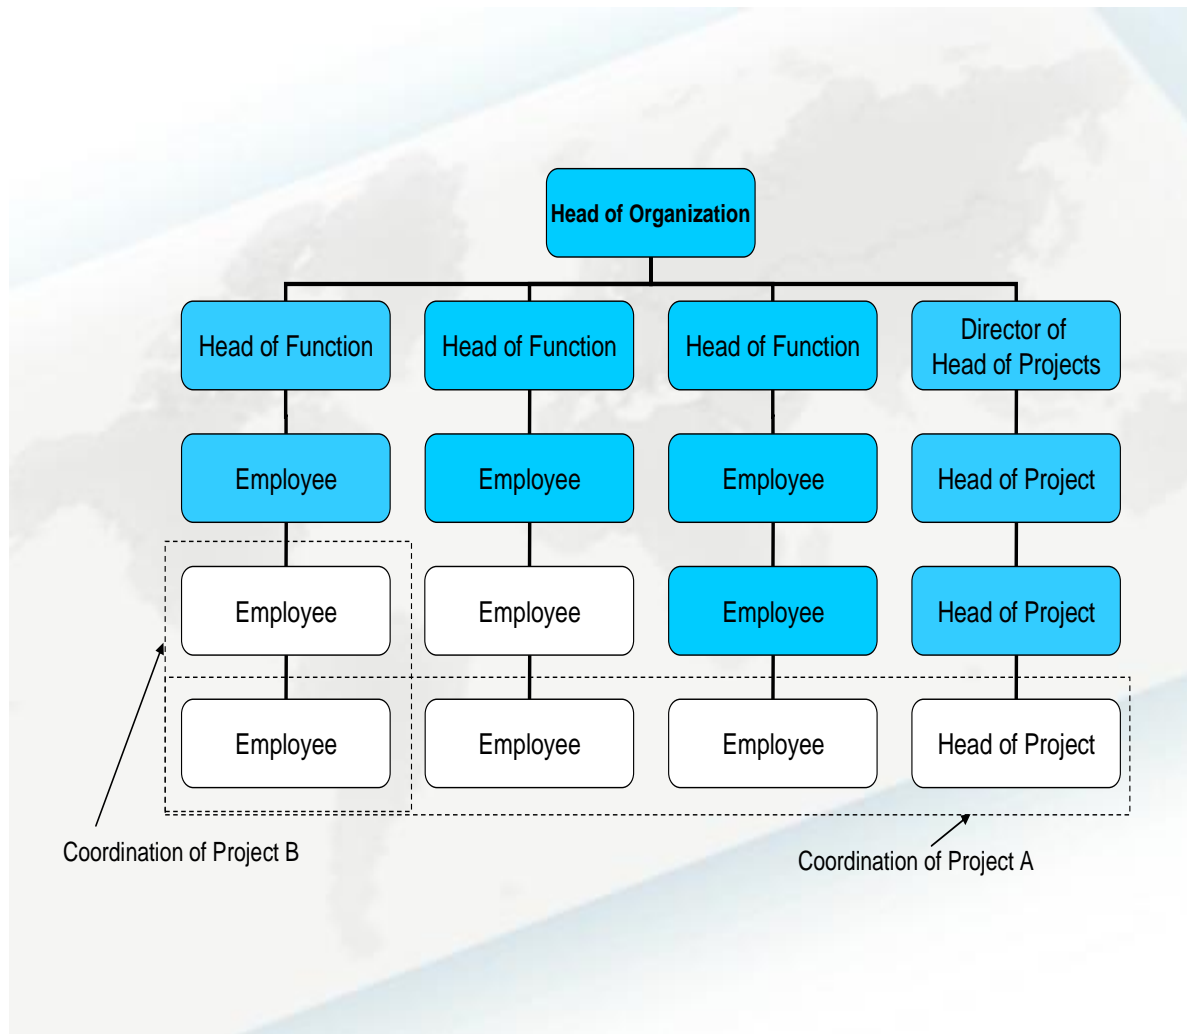 Head of Organization
Head of Function
Head of Function
Head of Function
Director of
Head of Projects
Employee
Employee
Employee
Head of Project
Employee
Employee
Employee
Head of Project
Employee
Employee
Employee
Head of Project
Coordination of Project B
Coordination of Project A